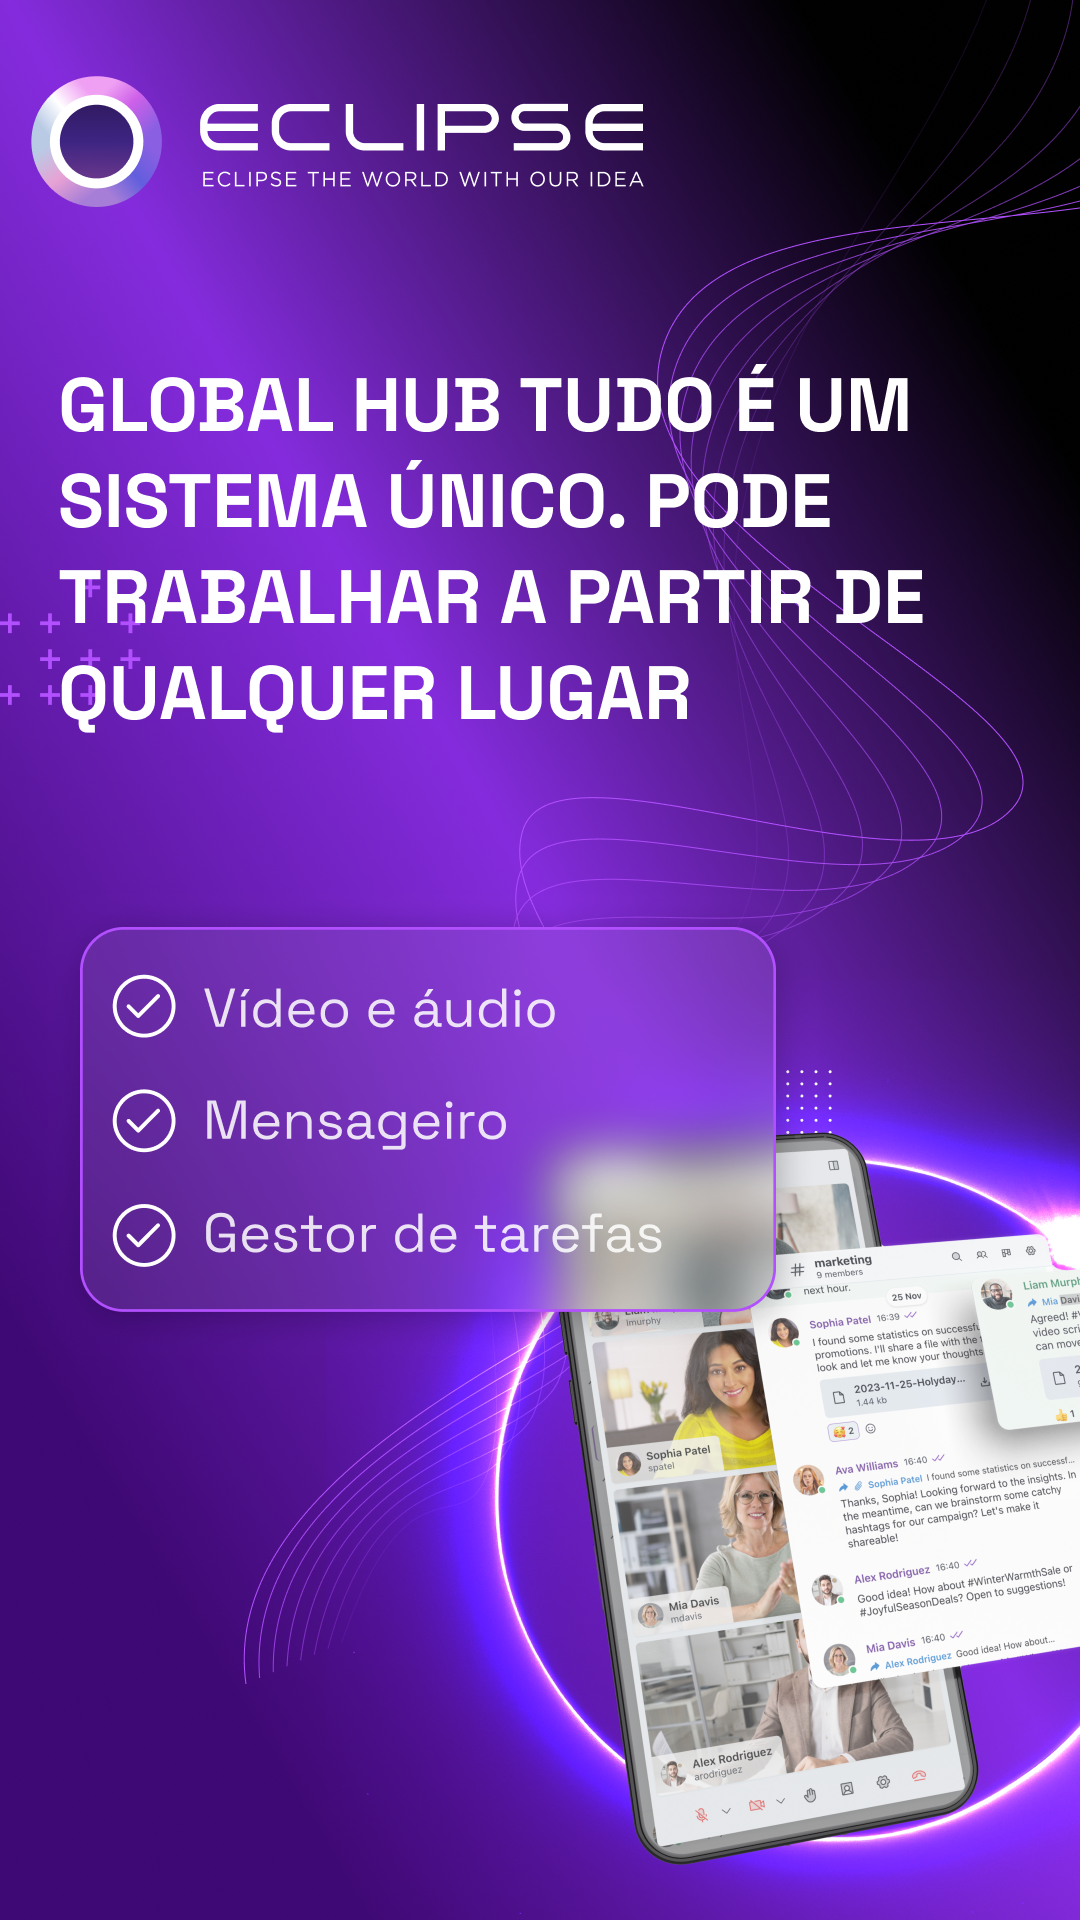 ECLIPSE
ECLIPSE THE WORLD WITH OUR IDEA
GLOBAL HUB TUDO É UM
SISTEMA ÚNICO. PODE
TRABALHAR A PARTIR DE
QUALQUER LUGAR
Vídeo e áudio
Mensageiro
Gestor de tarefas
# marketing
9 members
next hour.
25 Nov
Liam Murph
Mia Davi
Agreed! #
video scri
can move
2
👍 1
lmurphy
Sophia Patel 16:39
I found some statistics on successfu
promotions. I'll share a file with the
look and let me know your thoughts
2023-11-25-Holyday...
1.44 kb
🥰 2
Sophia Patel
spatel
Ava Williams 16:40
Sophia Patel I found some statistics on successf...
Thanks, Sophia! Looking forward to the insights. In
the meantime, can we brainstorm some catchy
hashtags for our campaign? Let's make it
shareable!
Alex Rodriguez 16:40
Good idea! How about #WinterWarmthSale or
#JoyfulSeasonDeals? Open to suggestions!
Mia Davis
mdavis
Mia Davis 16:40
Alex Rodriguez Good idea! How about...
Alex Rodriguez
arodriguez